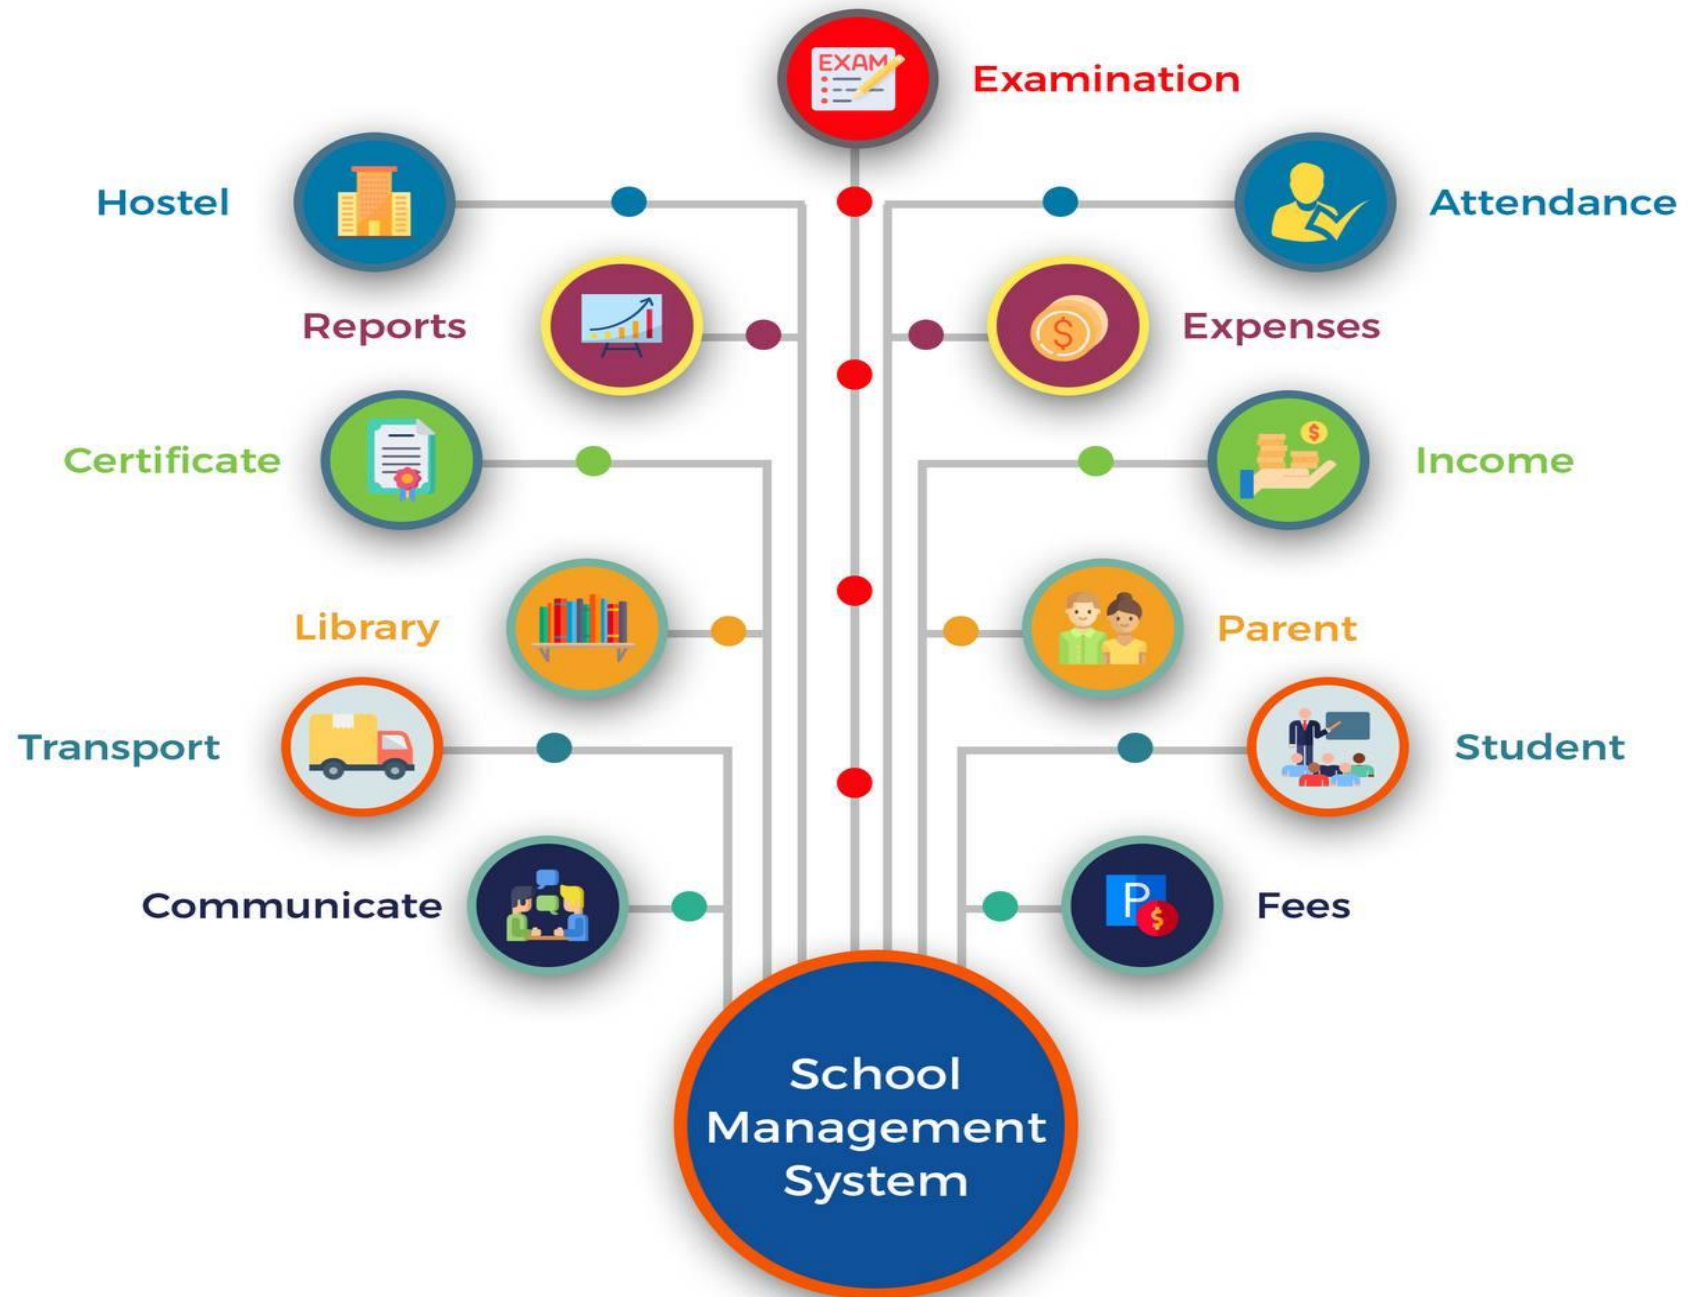 EXAM
Examination
Hostel
Attendance
Reports
Expenses
$
Certificate
$
Income
Library
Parent
Transport
Student
Communicate
P
$
Fees
School
Management
System